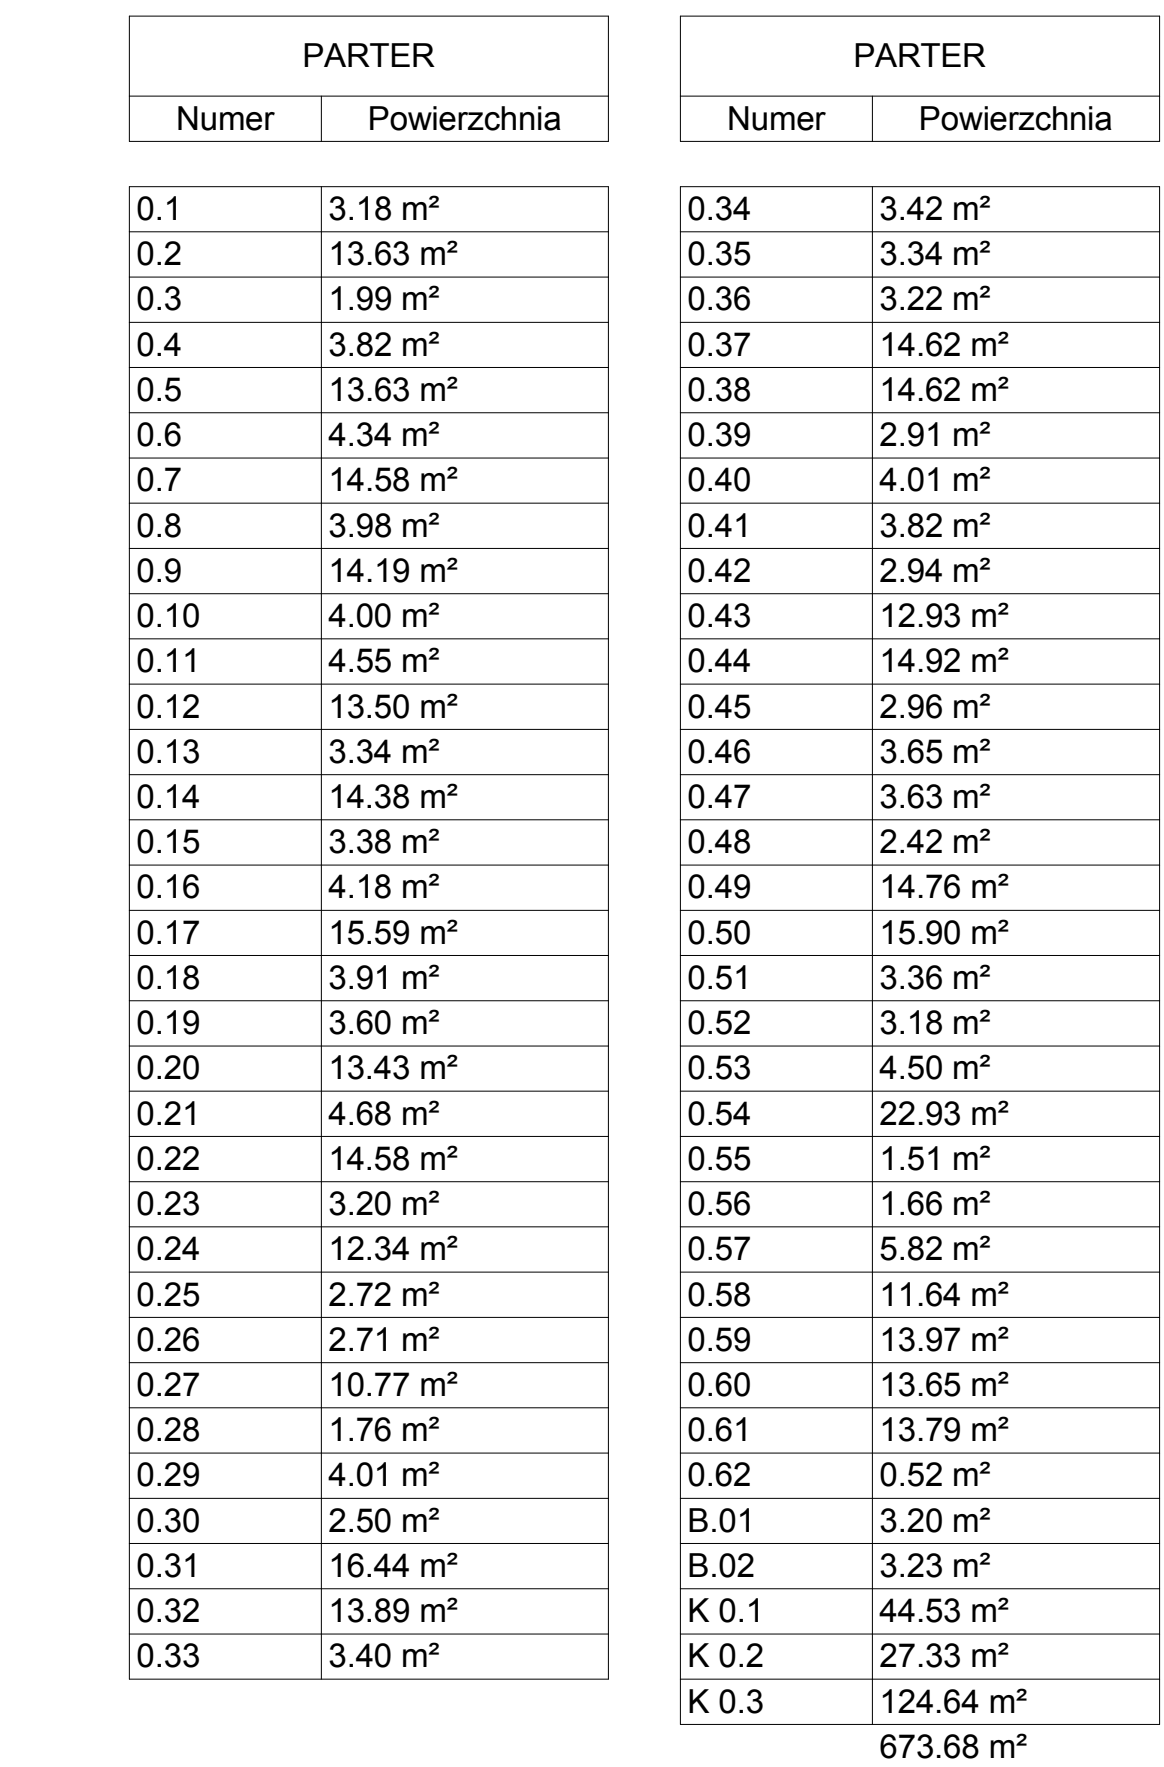 PARTER
Numer Powierzchnia
0.1 3.18 m²
0.2 13.63 m²
0.3 1.99 m²
0.4 3.82 m²
0.5 13.63 m²
0.6 4.34 m²
0.7 14.58 m²
0.8 3.98 m²
0.9 14.19 m²
0.10 4.00 m²
0.11 4.55 m²
0.12 13.50 m²
0.13 3.34 m²
0.14 14.38 m²
0.15 3.38 m²
0.16 4.18 m²
0.17 15.59 m²
0.18 3.91 m²
0.19 3.60 m²
0.20 13.43 m²
0.21 4.68 m²
0.22 14.58 m²
0.23 3.20 m²
0.24 12.34 m²
0.25 2.72 m²
0.26 2.71 m²
0.27 10.77 m²
0.28 1.76 m²
0.29 4.01 m²
0.30 2.50 m²
0.31 16.44 m²
0.32 13.89 m²
0.33 3.40 m²
PARTER
Numer Powierzchnia
0.34 3.42 m²
0.35 3.34 m²
0.36 3.22 m²
0.37 14.62 m²
0.38 14.62 m²
0.39 2.91 m²
0.40 4.01 m²
0.41 3.82 m²
0.42 2.94 m²
0.43 12.93 m²
0.44 14.92 m²
0.45 2.96 m²
0.46 3.65 m²
0.47 3.63 m²
0.48 2.42 m²
0.49 14.76 m²
0.50 15.90 m²
0.51 3.36 m²
0.52 3.18 m²
0.53 4.50 m²
0.54 22.93 m²
0.55 1.51 m²
0.56 1.66 m²
0.57 5.82 m²
0.58 11.64 m²
0.59 13.97 m²
0.60 13.65 m²
0.61 13.79 m²
0.62 0.52 m²
B.01 3.20 m²
B.02 3.23 m²
K 0.1 44.53 m²
K 0.2 27.33 m²
K 0.3 124.64 m²
673.68 m²